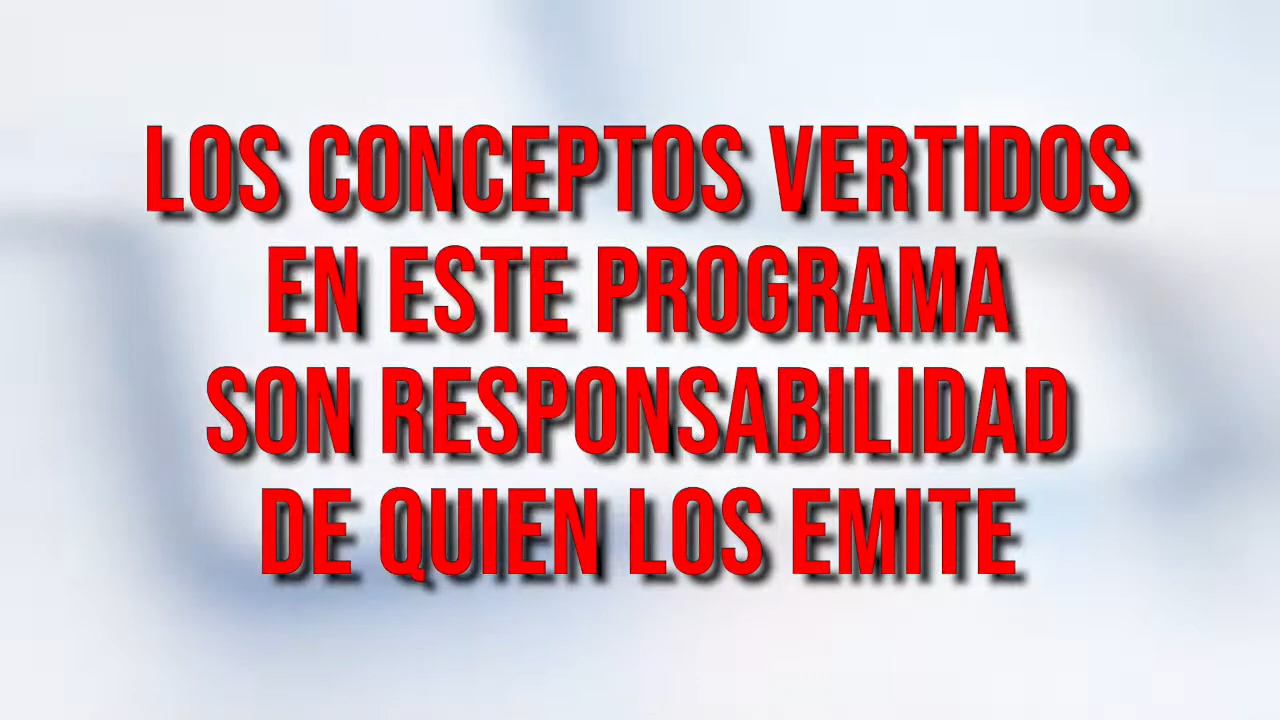 LOS CONCEPTOS VERTIDOS
EN ESTE PROGRAMA
SON RESPONSABILIDAD
DE QUIEN LOS EMITE